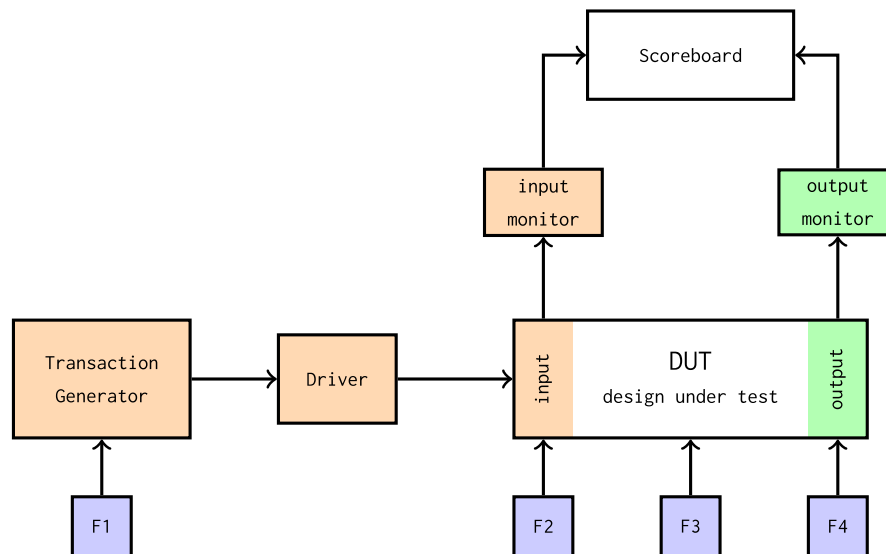 Scoreboard
input
monitor
output
monitor
Transaction
Generator
Driver
input
DUT
design under test
output
F1
F2
F3
F4